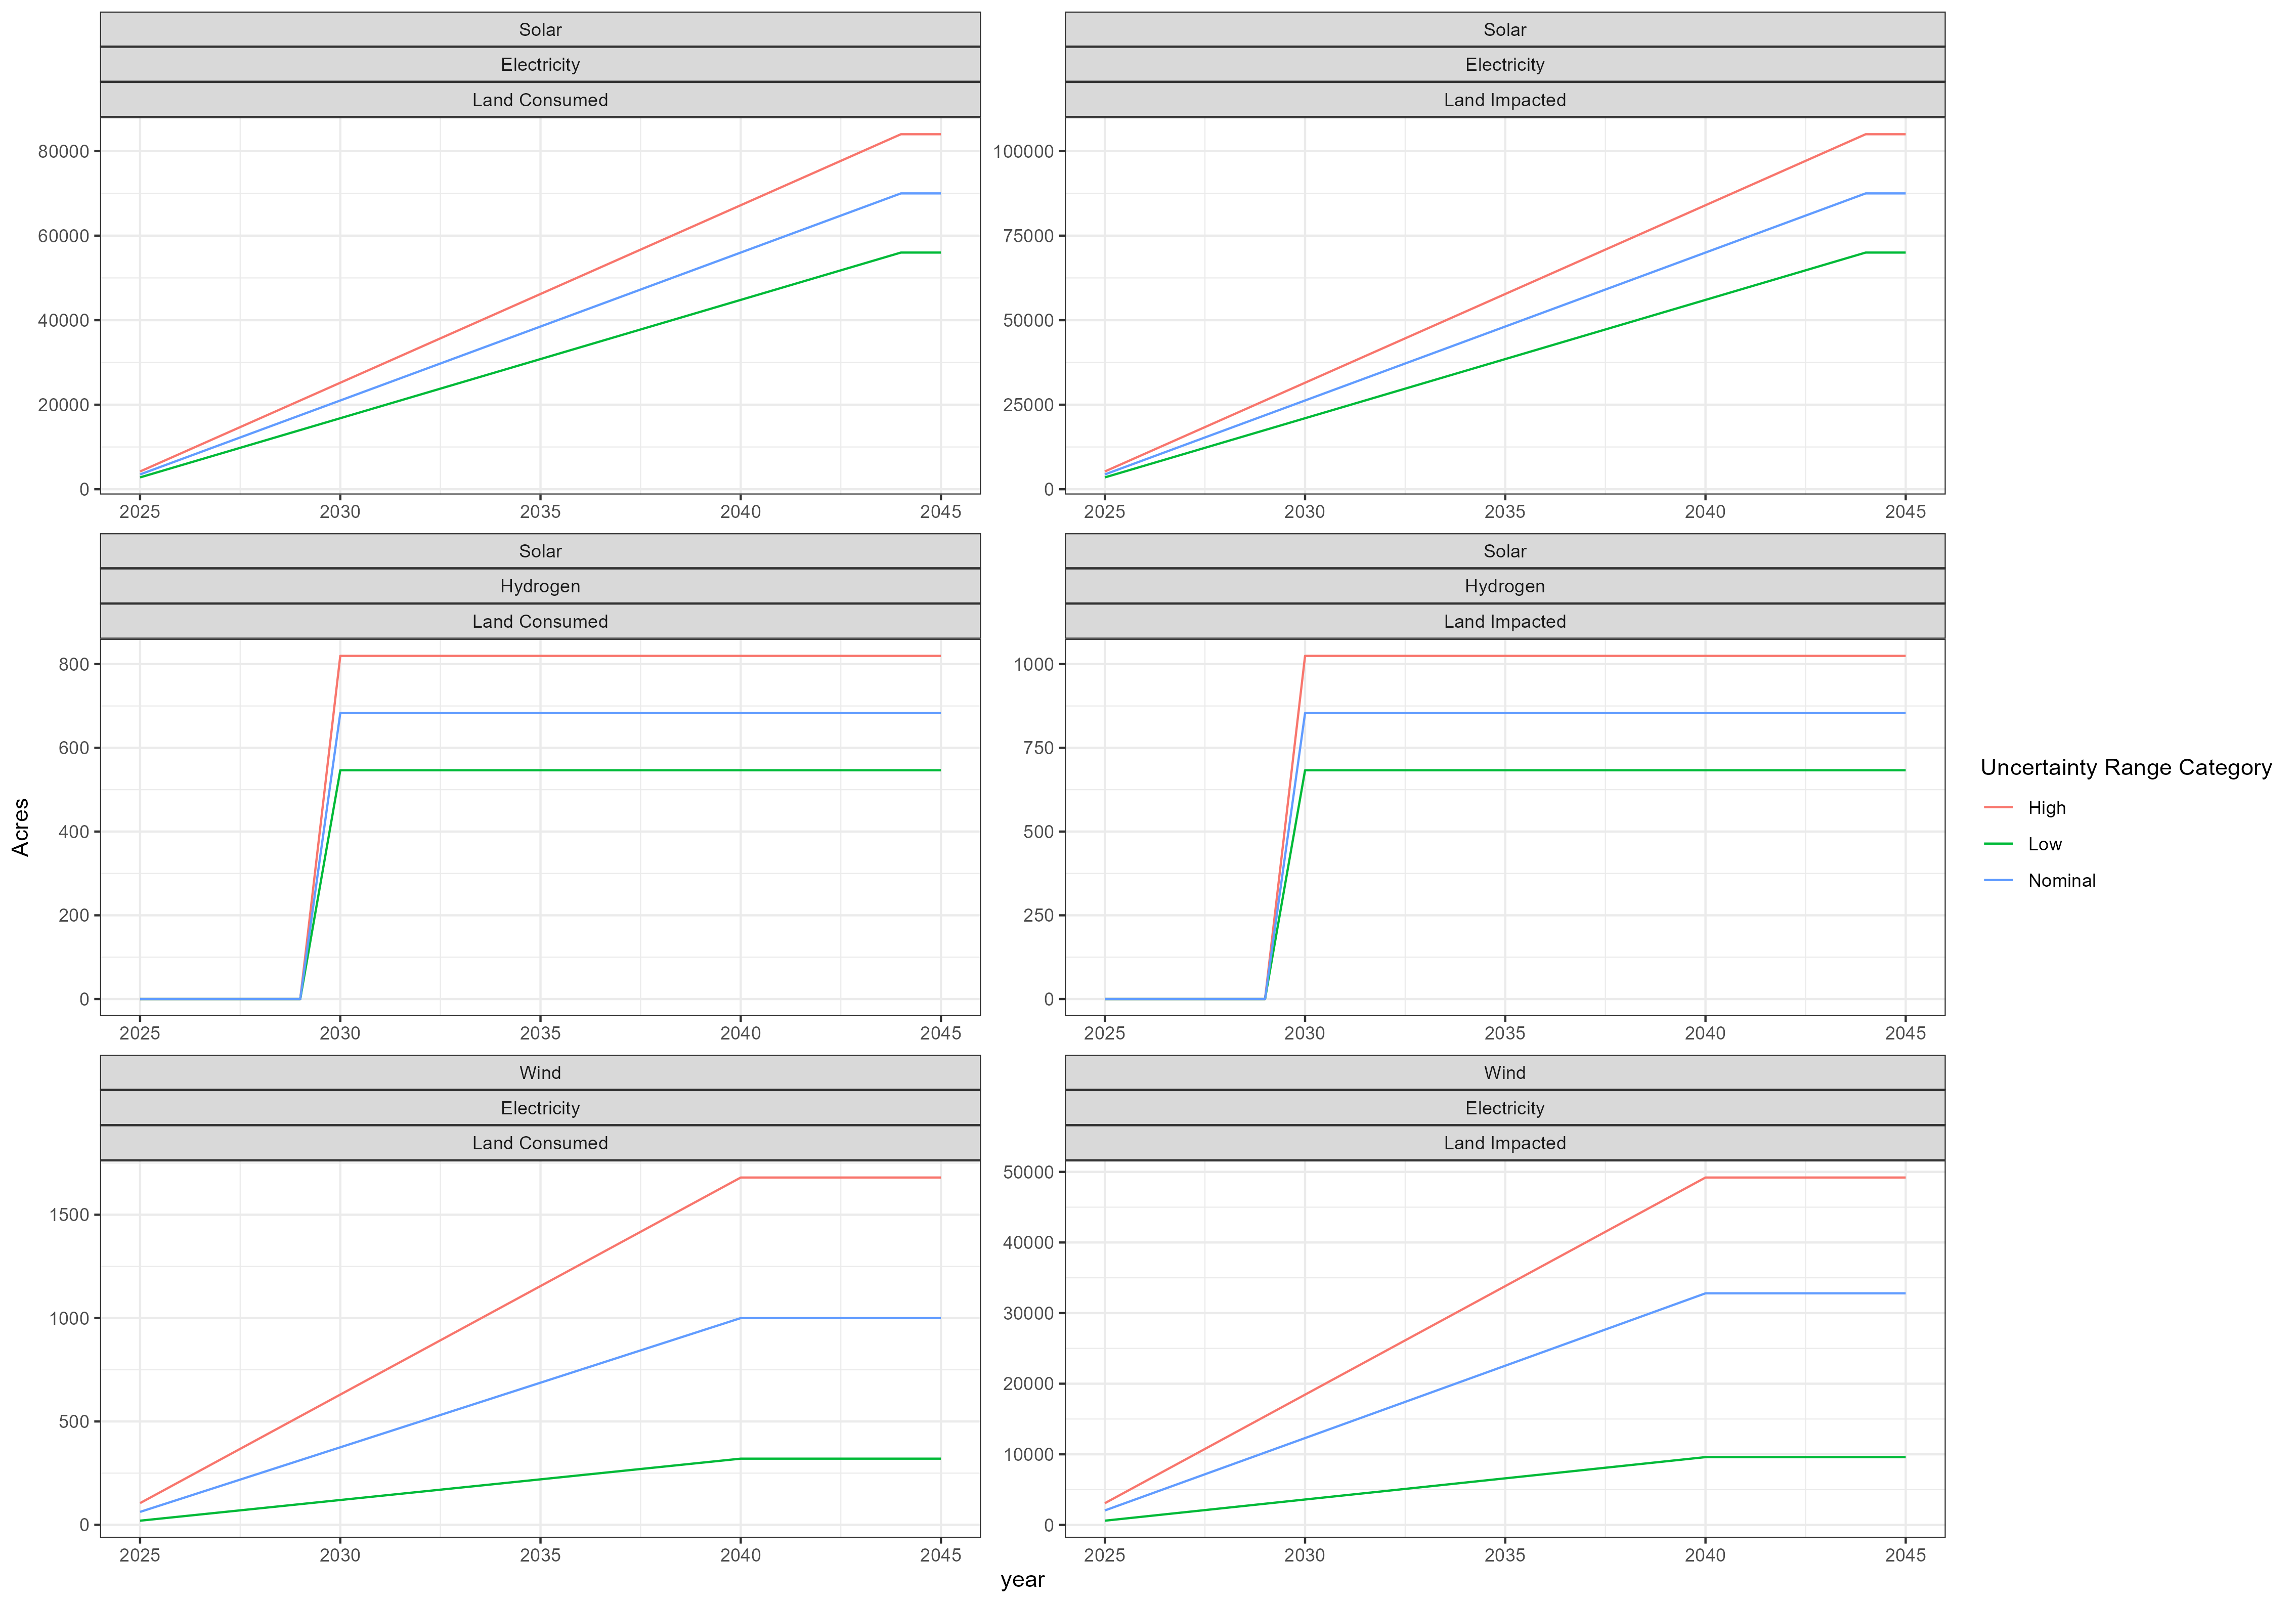 Solar
Electricity
Land Consumed
80000
60000
40000
20000
0
2025 2030 2035 2040 2045
Solar
Electricity
Land Impacted
100000
75000
50000
25000
0
2025 2030 2035 2040 2045
Solar
Hydrogen
Land Consumed
800
600
400
200
0
2025 2030 2035 2040 2045
Solar
Hydrogen
Land Impacted
1000
750
500
250
0
2025 2030 2035 2040 2045
Wind
Electricity
Land Consumed
1500
1000
500
0
2025 2030 2035 2040 2045
Wind
Electricity
Land Impacted
50000
40000
30000
20000
10000
0
2025 2030 2035 2040 2045
Acres
year
Uncertainty Range Category
High
Low
Nominal